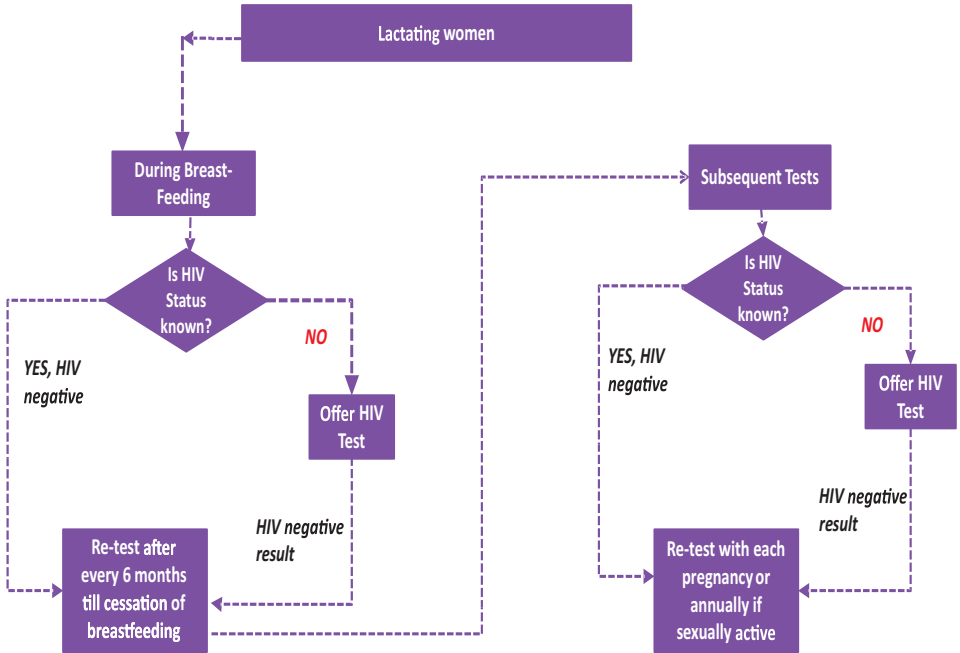 Lactating women
During Breast-
Feeding
Is HIV
Status
known?
NO
YES, HIV
negative
Offer HIV
Test
HIV negative
result
Re-test after
every 6 months
till cessation of
breastfeeding
Subsequent Tests
Is HIV
Status
known?
NO
YES, HIV
negative
Offer HIV
Test
HIV negative
result
Re-test with each
pregnancy or
annually if
sexually active